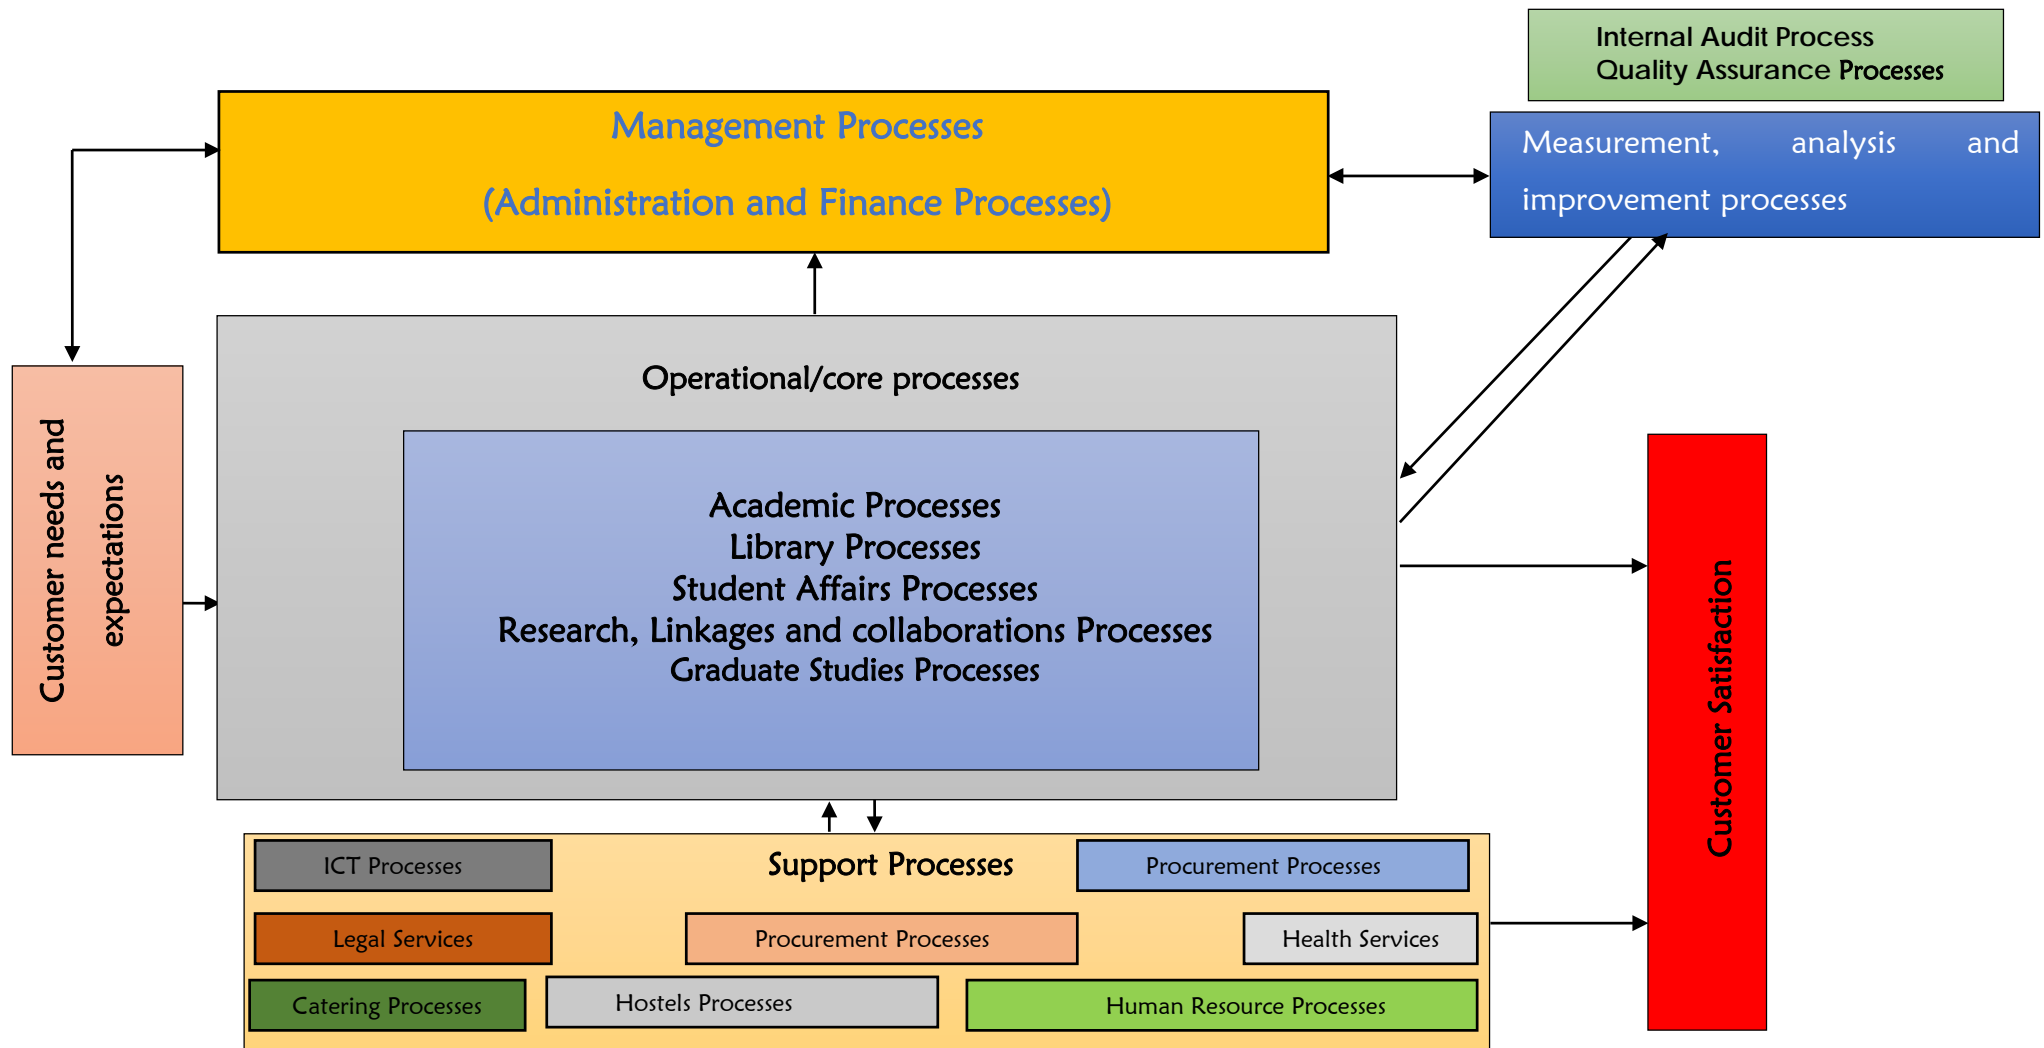 Internal Audit Process
Quality Assurance Processes
Management Processes
(Administration and Finance Processes)
Measurement, analysis and
improvement processes
Customer needs and
expectations
Operational/core processes
Academic Processes
Library Processes
Student Affairs Processes
Research, Linkages and collaborations Processes
Graduate Studies Processes
Customer Satisfaction
Support Processes
ICT Processes
Procurement Processes
Legal Services
Procurement Processes
Health Services
Catering Processes
Hostels Processes
Human Resource Processes